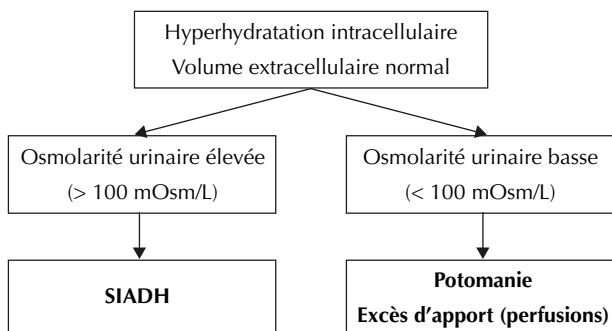 Hyperhydratation intracellulaire
Volume extracellulaire normal
Osmolarité urinaire élevée
(> 100 mOsm/L)
Osmolarité urinaire basse
(< 100 mOsm/L)
SIADH
Potomanie
Excès d'apport (perfusions)